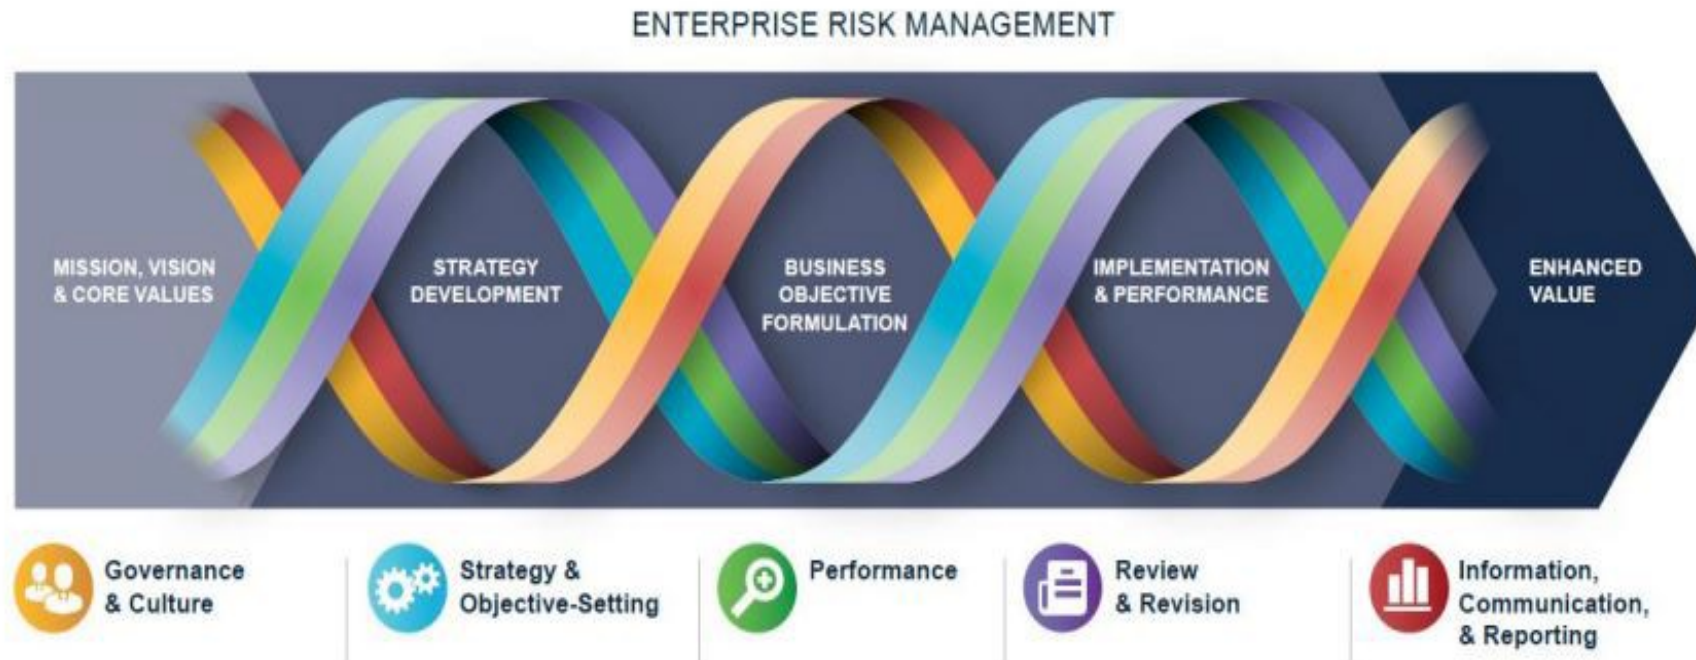 ENTERPRISE RISK MANAGEMENT
MISSION, VISION
& CORE VALUES
STRATEGY
DEVELOPMENT
BUSINESS
OBJECTIVE
FORMULATION
IMPLEMENTATION
& PERFORMANCE
ENHANCED
VALUE
Governance
& Culture
Strategy &
Objective-Setting
Performance
Review
& Revision
Information,
Communication,
& Reporting